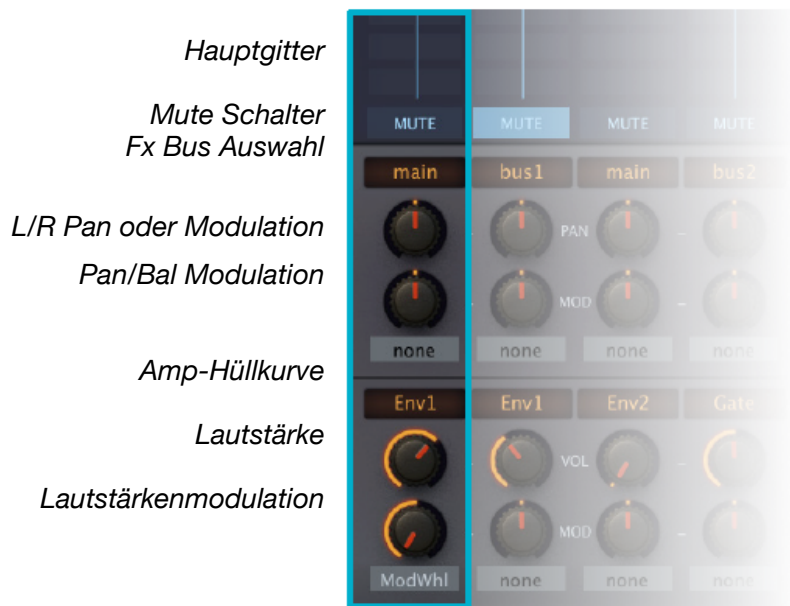 Hauptgitter
Mute Schalter
MUTE MUTE MUTE MUTE
Fx Bus Auswahl
main bus1 main bus2
L/R Pan oder Modulation
PAN
Pan/Bal Modulation
MOD
none none none none
Amp-Hüllkurve
Env1 Env1 Env2 Gate
Lautstärke
VOL
Lautstärkenmodulation
MOD
ModWhl none none none